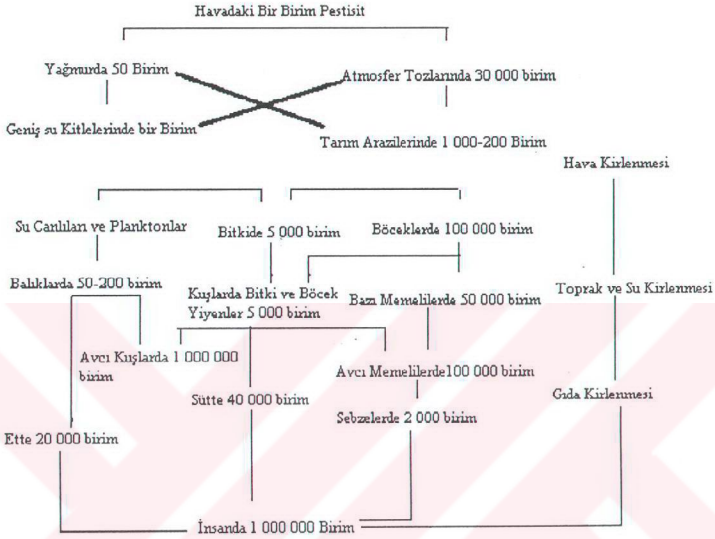 Havadaki Bir Birim Pestisit
Yağmurda 50 Birim
Atmosfer Tozlarında 30 000 birim
Geniş su Kitlelerinde bir Birim
Tarım Arazilerinde 1 000-200 Birim
Hava Kirlenmesi
Su Canlıları ve Planktonlar
Bitkide 5 000 birim
Böceklerde 100 000 birim
Balıklarda 50-200 birim
Kuşlarda Bitki ve Böcek
Yiyenler 5 000 birim
Bazı Memelilerde 50 000 birim
Toprak ve Su Kirlenmesi
Avcı Kuşlarda 1 000 000
birim
Avcı Memelilerde100 000 birim
Sütte 40 000 birim
Gıda Kirlenmesi
Sebzelerde 2 000 birim
Ette 20 000 birim
İnsanda 1 000 000 Birim